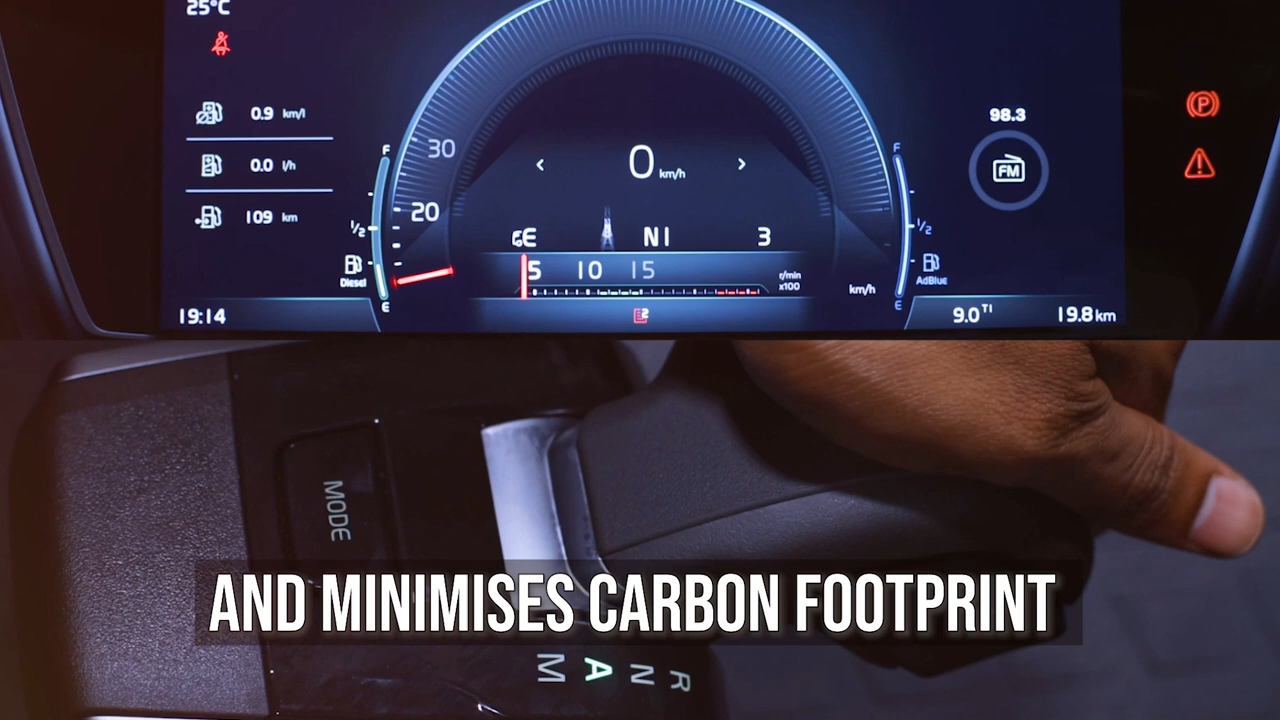 25°C
0.9 km/l
0.0 l/h
109 km
19:14
F
1/2
Diesel
E
30
20
0 km/h
E
N1
3
5 10 15
r/min
x100
2
km/h
F
1/2
AdBlue
E
98.3
FM
9.0 T1
19.8 km
P
MODE
AND MINIMISES CARBON FOOTPRINT
M A N R